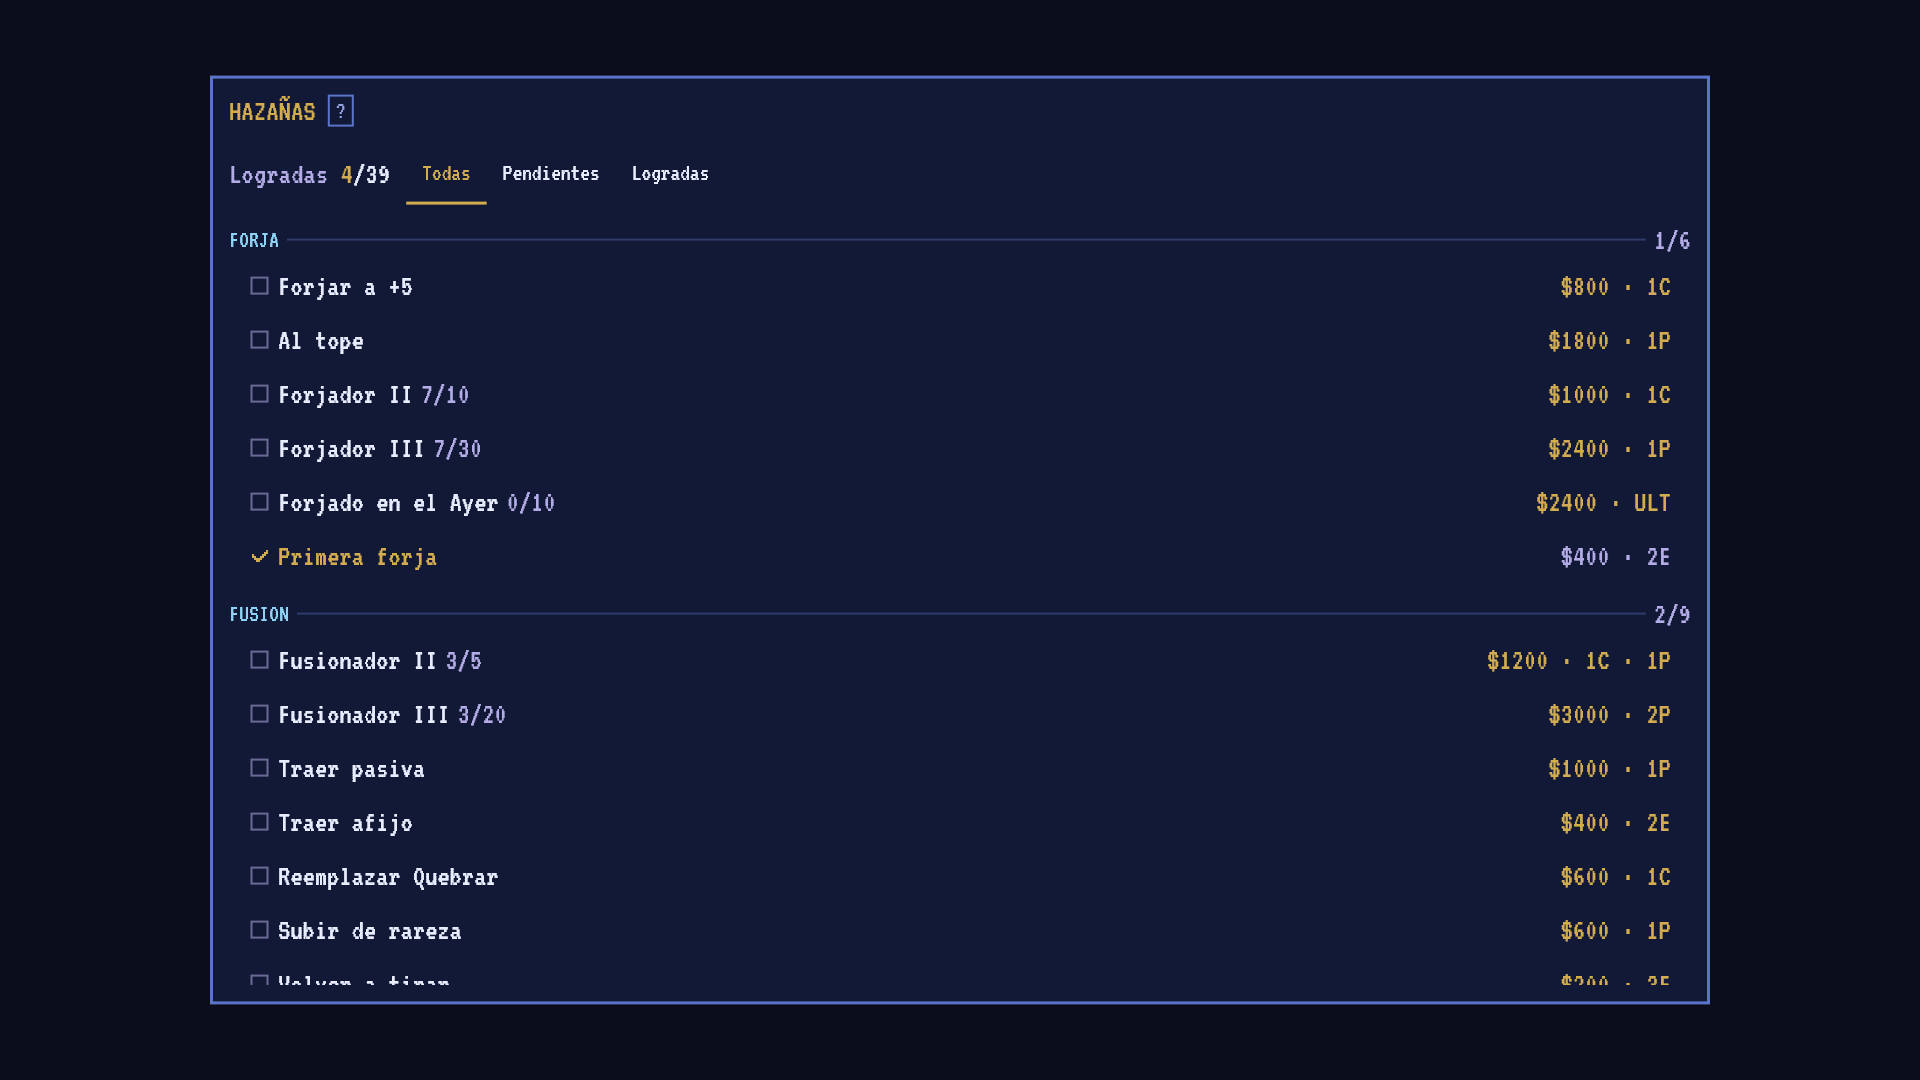 HAZAÑAS ?
Logradas 4/39 Todas Pendientes Logradas
FORJA 1/6
Forjar a +5 $800 · 1C
Al tope $1800 · 1P
Forjador II 7/10 $1000 · 1C
Forjador III 7/30 $2400 · 1P
Forjado en el Ayer 0/10 $2400 · ULT
Primera forja $400 · 2E
FUSION 2/9
Fusionador II 3/5 $1200 · 1C · 1P
Fusionador III 3/20 $3000 · 2P
Traer pasiva $1000 · 1P
Traer afijo $400 · 2E
Reemplazar Quebrar $600 · 1C
Subir de rareza $600 · 1P
Volver a tirar